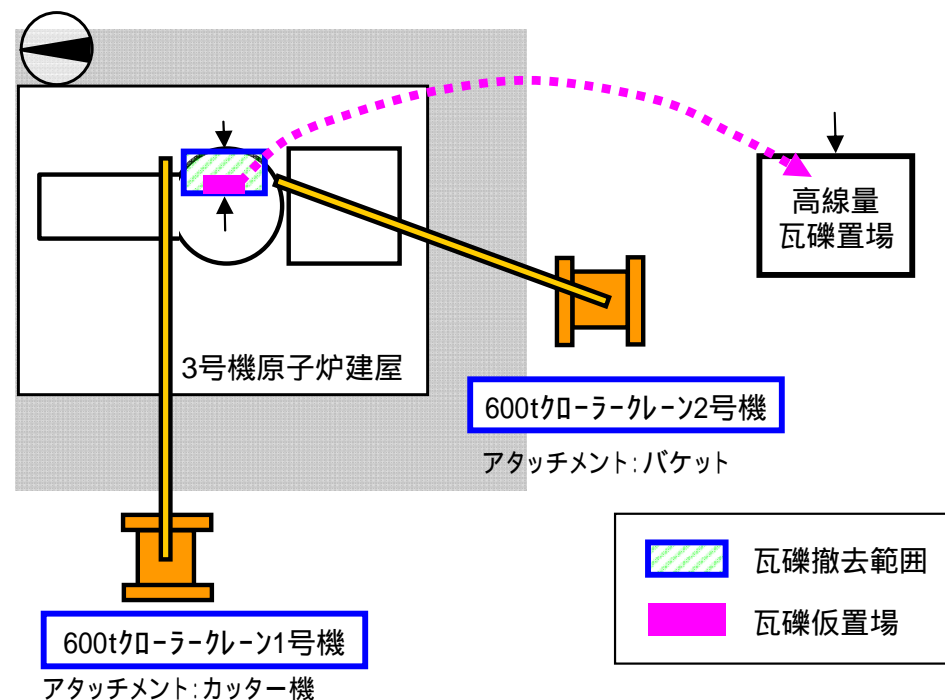 高線量
瓦礫置場
3号機原子炉建屋
600tｸﾛｰﾗｰｸﾚｰﾝ2号機
アタッチメント：バケット
瓦礫撤去範囲
瓦礫仮置場
600tｸﾛｰﾗｰｸﾚｰﾝ1号機
アタッチメント：カッター機